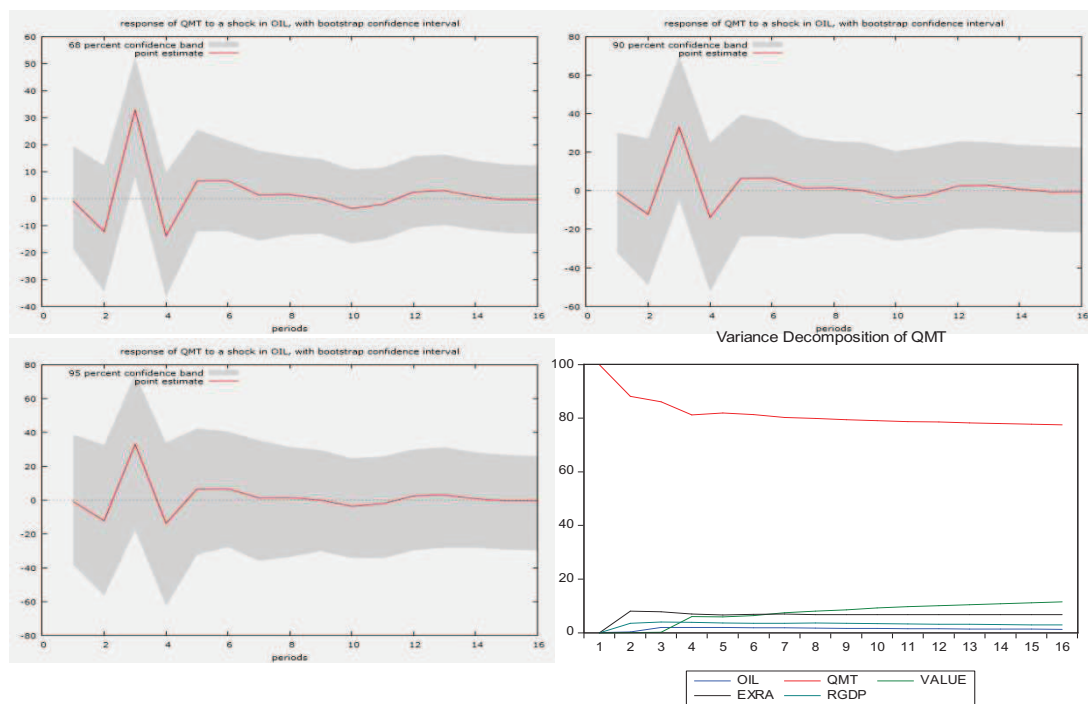 response of QMT to a shock in OIL, with bootstrap confidence interval
60
50
40
30
20
10
0
-10
-20
-30
-40
68 percent confidence band
point estimate
0 2 4 6 8 10 12 14 16
periods
response of QMT to a shock in OIL, with bootstrap confidence interval
80
60
40
20
0
-20
-40
-60
90 percent confidence band
point estimate
0 2 4 6 8 10 12 14 16
periods
response of QMT to a shock in OIL, with bootstrap confidence interval
80
60
40
20
0
-20
-40
-60
-80
95 percent confidence band
point estimate
0 2 4 6 8 10 12 14 16
periods
Variance Decomposition of QMT
100
80
60
40
20
0
1 2 3 4 5 6 7 8 9 10 11 12 13 14 15 16
OIL QMT VALUE
EXRA RGDP